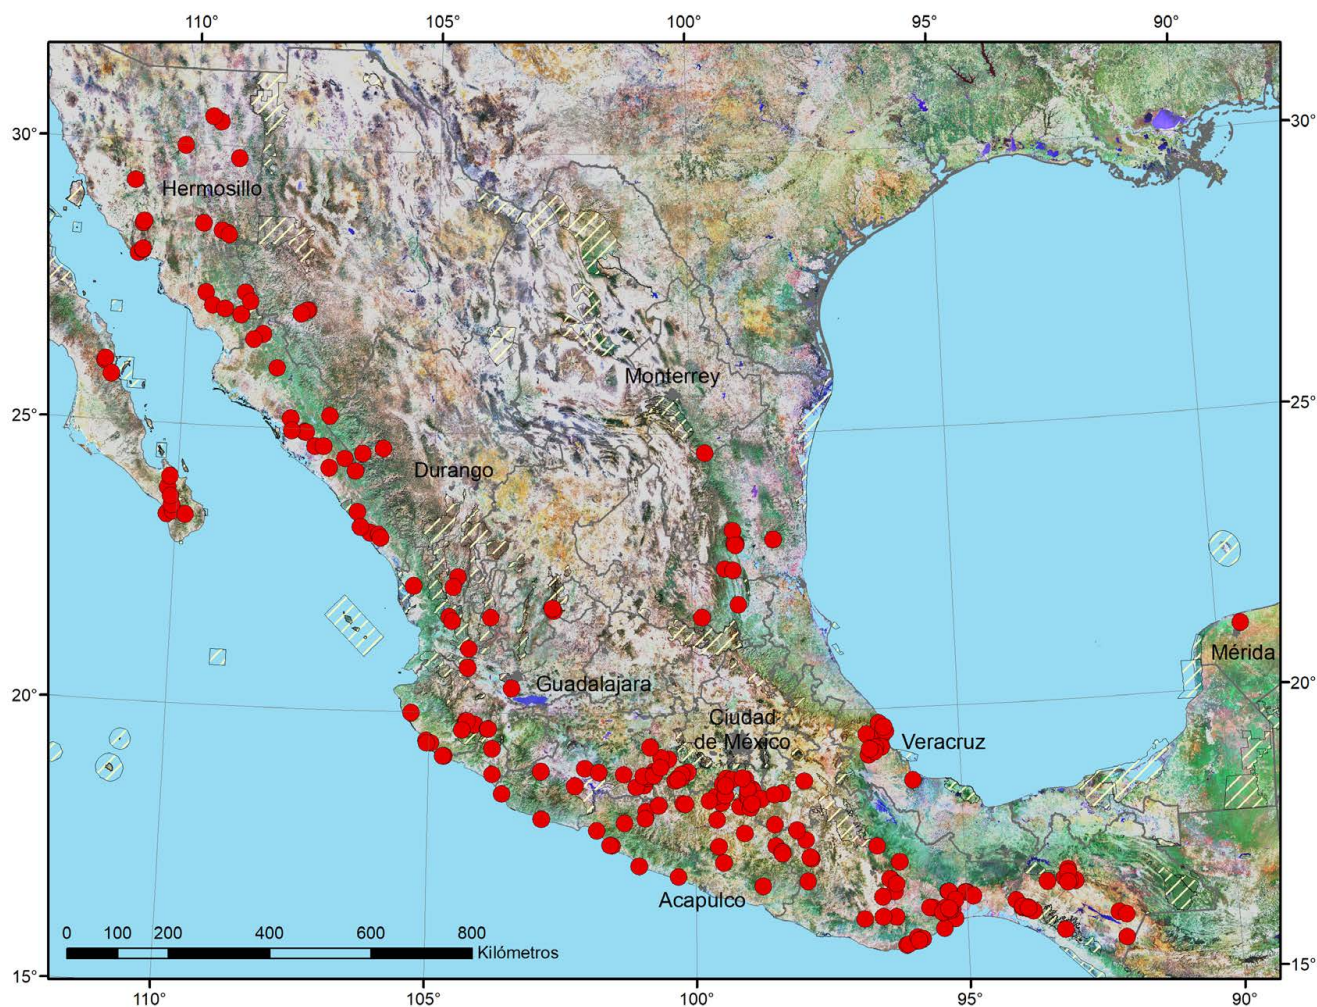 110° 105° 100° 95° 90°
30° 30°
Hermosillo
Monterrey
25° 25°
Durango
Mérida
20° Guadalajara 20°
Ciudad
de México Veracruz
Acapulco
0 100 200 400 600 800
Kilómetros
15° 15°
110° 105° 100° 95° 90°